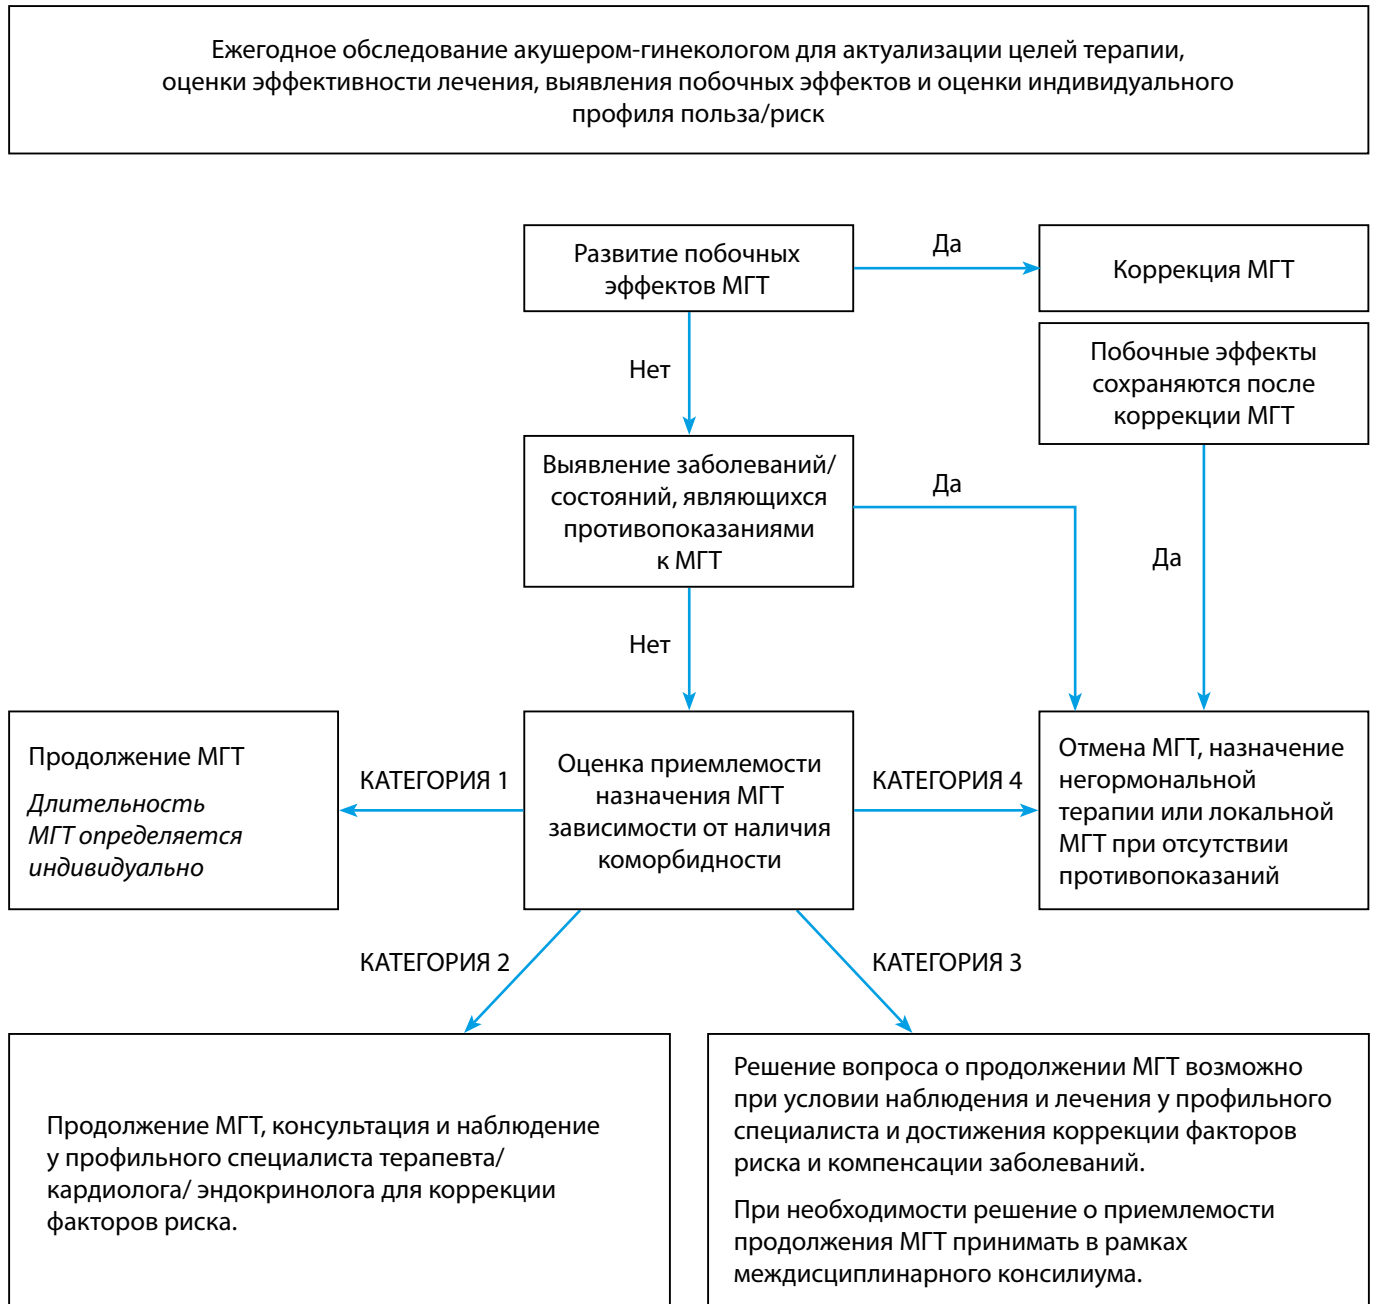 Ежегодное обследование акушером-гинекологом для актуализации целей терапии,
оценки эффективности лечения, выявления побочных эффектов и оценки индивидуального
профиля польза/риск
Развитие побочных
эффектов МГТ
Да
Коррекция МГТ
Побочные эффекты
сохраняются после
коррекции МГТ
Нет
Выявление заболеваний/
состояний, являющихся
противопоказаниями
к МГТ
Да
Да
Нет
Продолжение МГТ
Длительность
МГТ определяется
индивидуально
КАТЕГОРИЯ 1
Оценка приемлемости
назначения МГТ
зависимости от наличия
коморбидности
КАТЕГОРИЯ 4
Отмена МГТ, назначение
негормональной
терапии или локальной
МГТ при отсутствии
противопоказаний
КАТЕГОРИЯ 2
КАТЕГОРИЯ 3
Продолжение МГТ, консультация и наблюдение
у профильного специалиста терапевта/
кардиолога/ эндокринолога для коррекции
факторов риска.
Решение вопроса о продолжении МГТ возможно
при условии наблюдения и лечения у профильного
специалиста и достижения коррекции факторов
риска и компенсации заболеваний.
При необходимости решение о приемлемости
продолжения МГТ принимать в рамках
междисциплинарного консилиума.